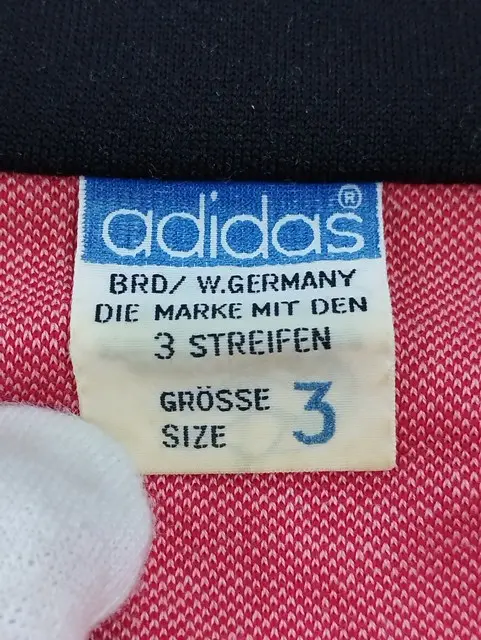 adidas®
BRD/ W.GERMANY
DIE MARKE MIT DEN
3 STREIFEN
GRÖSSE
SIZE 3